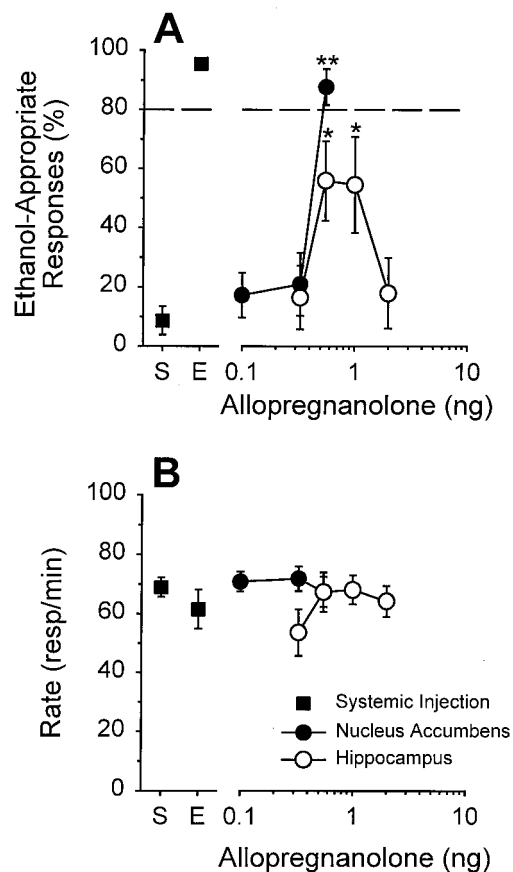 A
100
80
60
40
20
0
Ethanol-Appropriate
Responses (%)
**
*
*
S E 0.1 1 10
Allopregnanolone (ng)
B
100
80
60
40
20
0
Rate (resp/min)
Systemic Injection
Nucleus Accumbens
Hippocampus
S E 0.1 1 10
Allopregnanolone (ng)